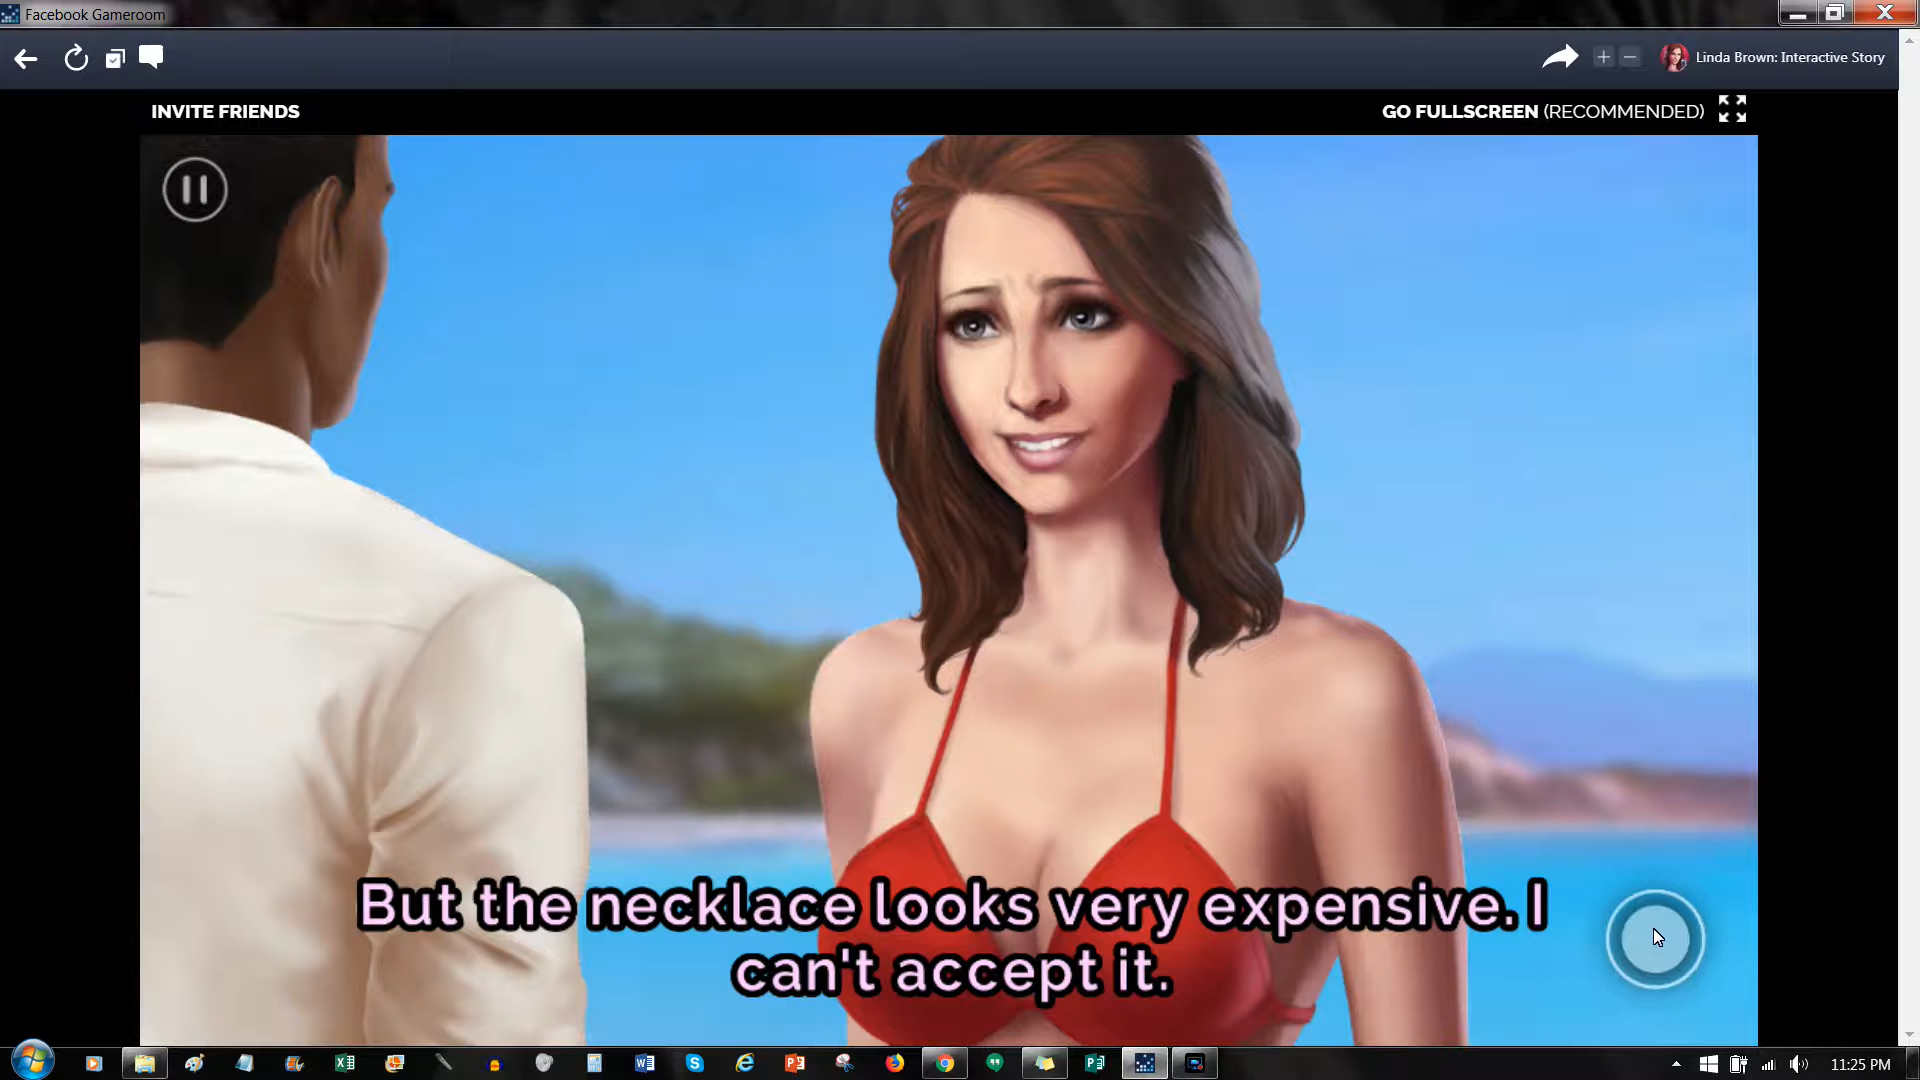 Facebook Gameroom
Linda Brown: Interactive Story
INVITE FRIENDS
GO FULLSCREEN (RECOMMENDED)
But the necklace looks very expensive. I
can't accept it.
11:25 PM